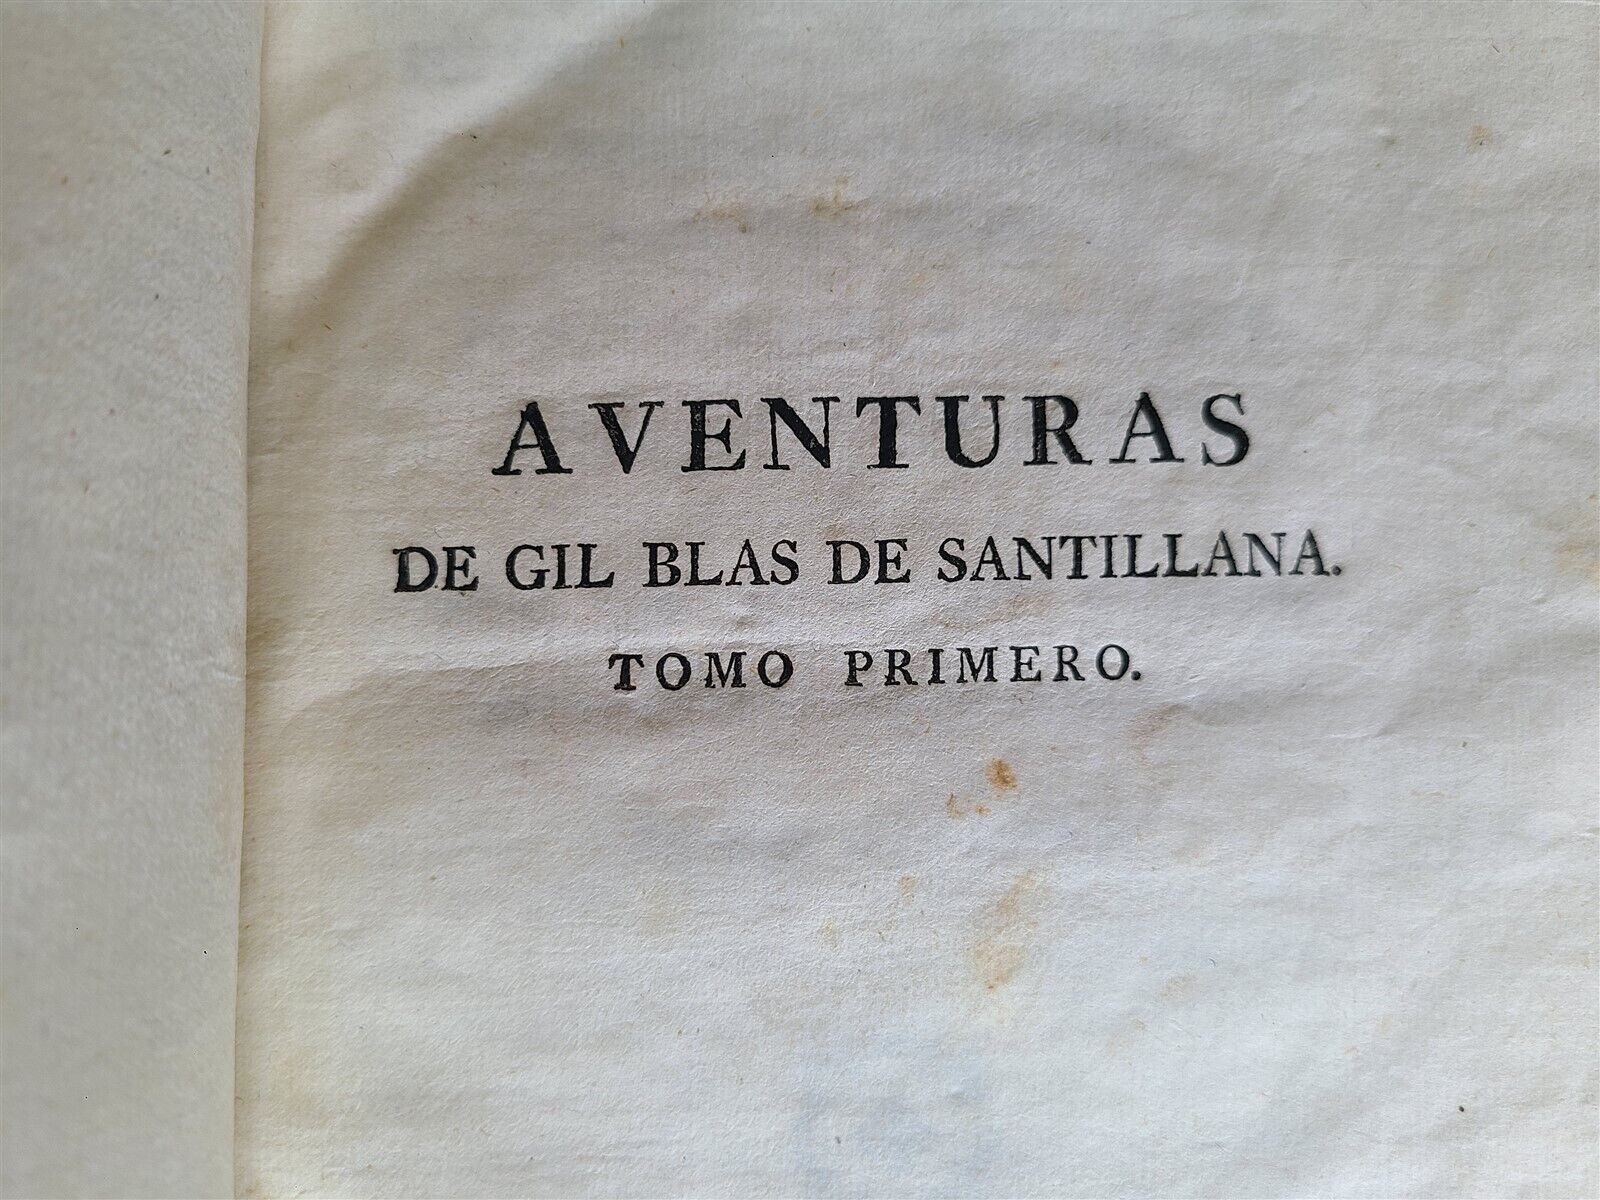 AVENTURAS
DE GIL BLAS DE SANTILLANA.
TOMO PRIMERO.